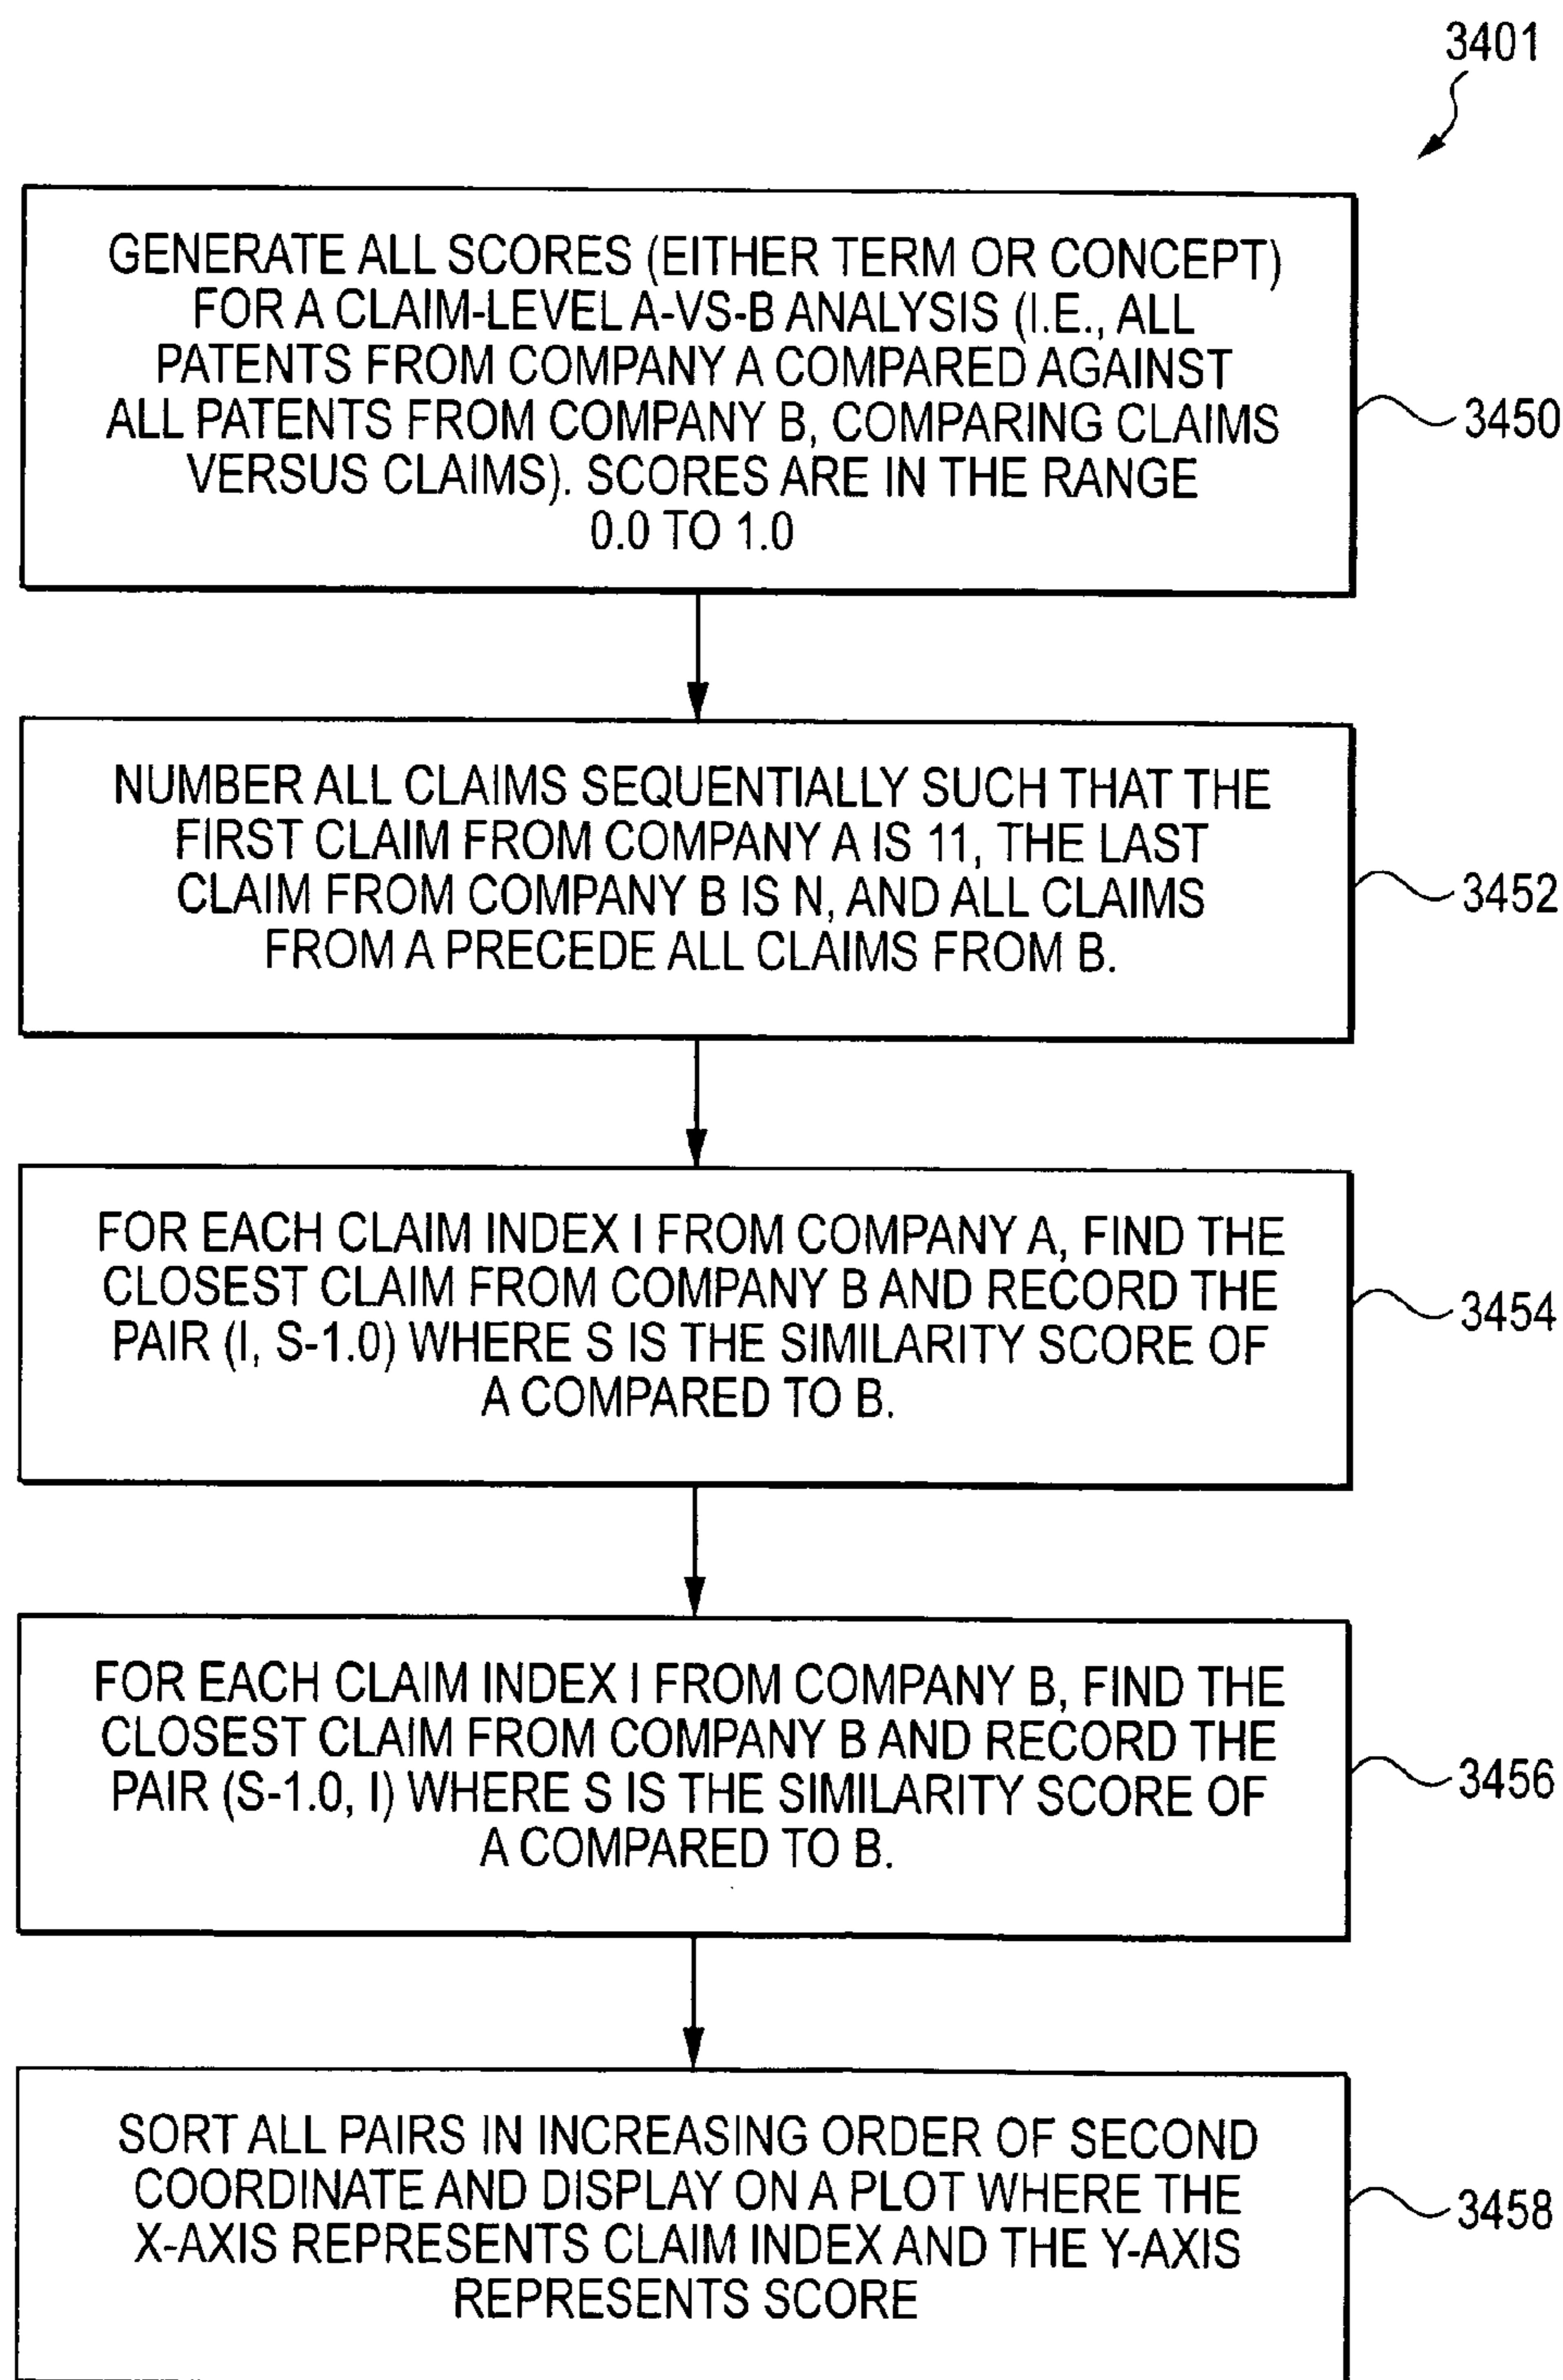 3401
GENERATE ALL SCORES (EITHER TERM OR CONCEPT)
FOR A CLAIM-LEVEL A-VS-B ANALYSIS (I.E., ALL
PATENTS FROM COMPANY A COMPARED AGAINST
ALL PATENTS FROM COMPANY B, COMPARING CLAIMS
VERSUS CLAIMS). SCORES ARE IN THE RANGE
0.0 TO 1.0
3450
NUMBER ALL CLAIMS SEQUENTIALLY SUCH THAT THE
FIRST CLAIM FROM COMPANY A IS 11, THE LAST
CLAIM FROM COMPANY B IS N, AND ALL CLAIMS
FROM A PRECEDE ALL CLAIMS FROM B.
3452
FOR EACH CLAIM INDEX I FROM COMPANY A, FIND THE
CLOSEST CLAIM FROM COMPANY B AND RECORD THE
PAIR (I, S-1.0) WHERE S IS THE SIMILARITY SCORE OF
A COMPARED TO B.
3454
FOR EACH CLAIM INDEX I FROM COMPANY B, FIND THE
CLOSEST CLAIM FROM COMPANY B AND RECORD THE
PAIR (S-1.0, I) WHERE S IS THE SIMILARITY SCORE OF
A COMPARED TO B.
3456
SORT ALL PAIRS IN INCREASING ORDER OF SECOND
COORDINATE AND DISPLAY ON A PLOT WHERE THE
X-AXIS REPRESENTS CLAIM INDEX AND THE Y-AXIS
REPRESENTS SCORE
3458